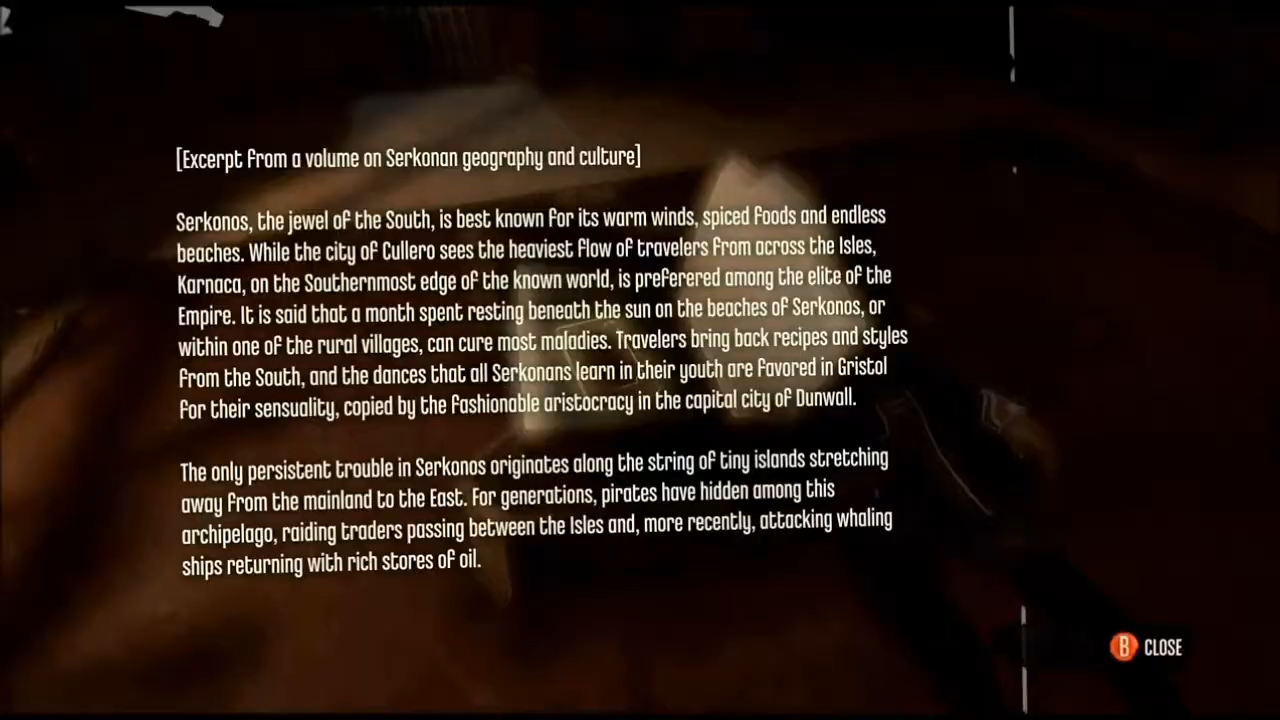 [Excerpt from a volume on Serkonan geography and culture]
Serkonos, the jewel of the South, is best known for its warm winds, spiced foods and endless
beaches. While the city of Cullero sees the heaviest flow of travelers from across the Isles,
Karnaca, on the Southernmost edge of the known world, is preferered among the elite of the
Empire. It is said that a month spent resting beneath the sun on the beaches of Serkonos, or
within one of the rural villages, can cure most maladies. Travelers bring back recipes and styles
from the South, and the dances that all Serkonans learn in their youth are favored in Gristol
for their sensuality, copied by the fashionable aristocracy in the capital city of Dunwall.
The only persistent trouble in Serkonos originates along the string of tiny islands stretching
away from the mainland to the East. For generations, pirates have hidden among this
archipelago, raiding traders passing between the Isles and, more recently, attacking whaling
ships returning with rich stores of oil.
B CLOSE